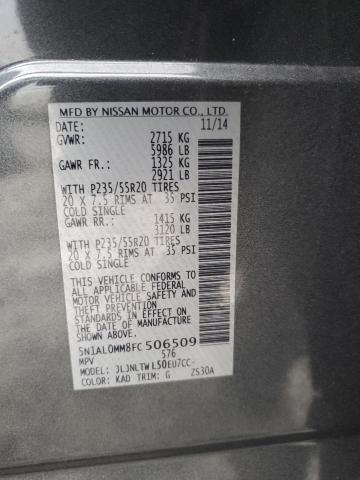 MFD BY NISSAN MOTOR CO., LTD.
DATE: 11/14
GVWR: 2715 KG
5986 LB
GAWR FR.: 1325 KG
2921 LB
WITH P235/55R20 TIRES
20 X 7.5 RIMS AT 35 PSI
COLD SINGLE
GAWR RR.: 1415 KG
3120 LB
WITH P235/55R20 TIRES
20 X 7.5 RIMS AT 35 PSI
COLD SINGLE
THIS VEHICLE CONFORMS TO
ALL APPLICABLE FEDERAL
MOTOR VEHICLE SAFETY AND
THEFT PREVENTION
STANDARDS IN EFFECT ON
THE DATE OF MANUFACTURE
SHOWN ABOVE.
5N1AL0MM8FC506509
MPV 576
MODEL: JLJNLTWL50EU7CC-
COLOR: KAD TRIM: G ZS30A